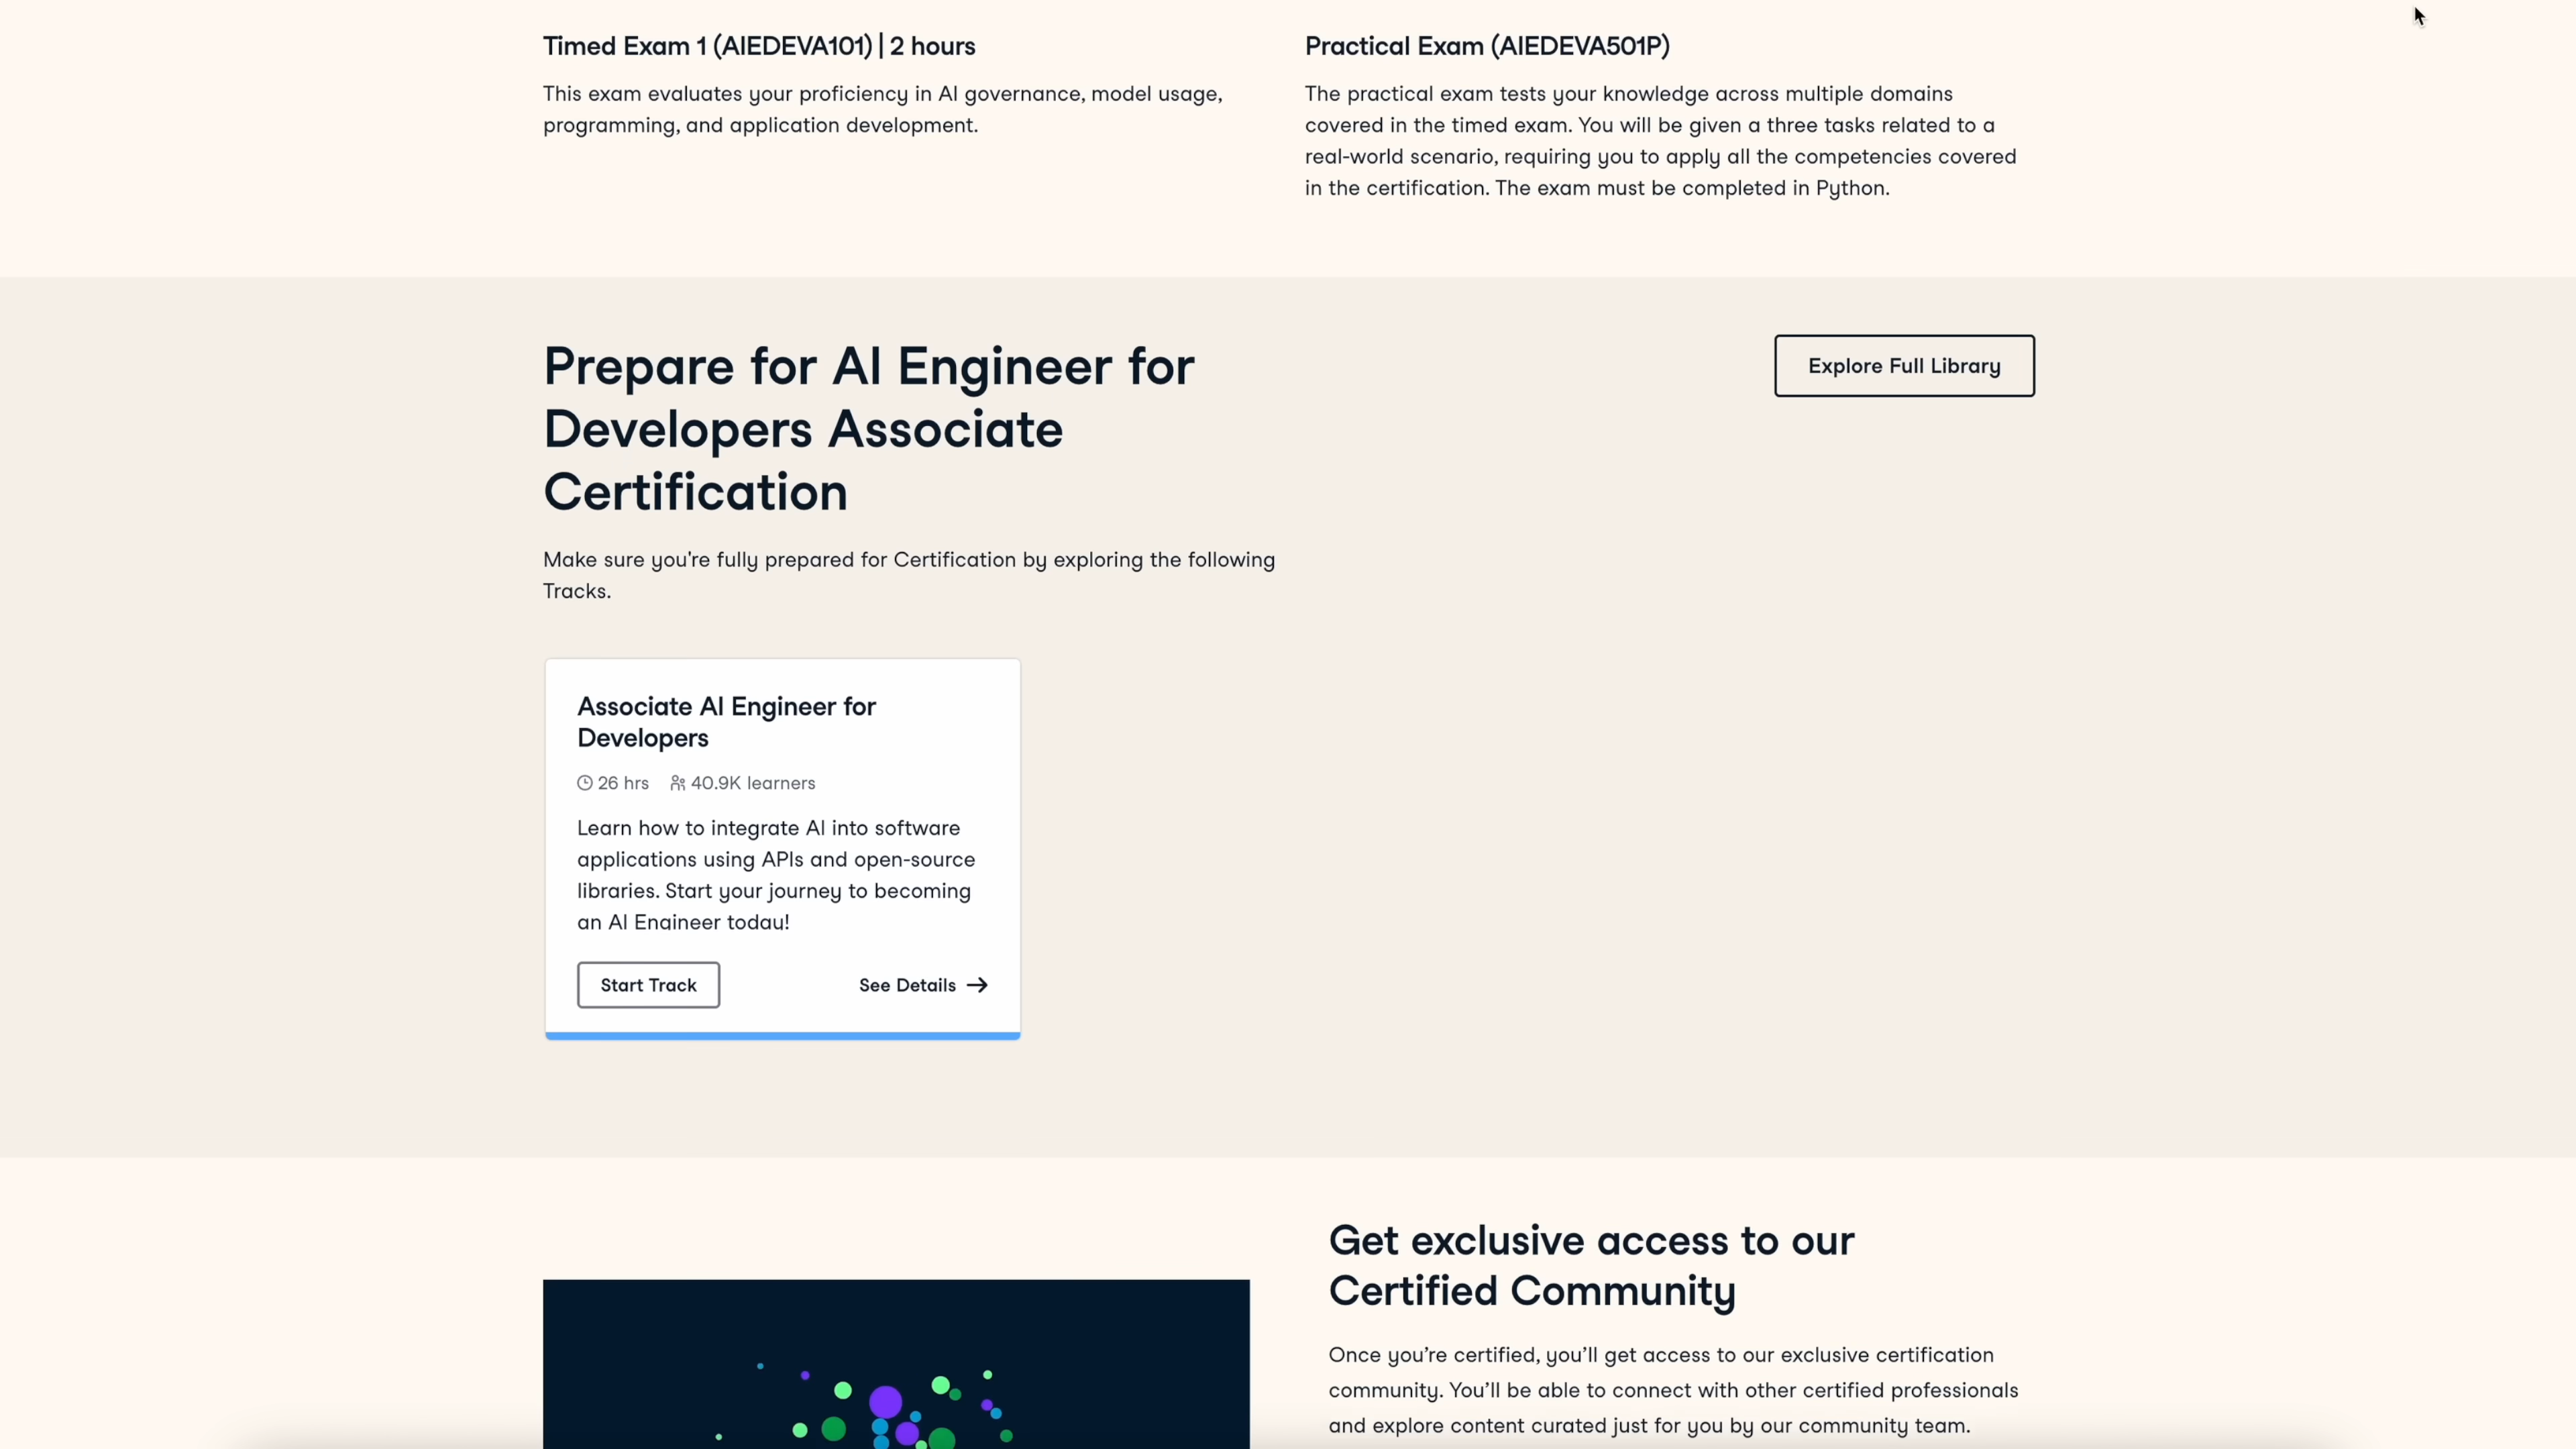 Timed Exam 1 (AIEDEVA101) | 2 hours
This exam evaluates your proficiency in AI governance, model usage,
programming, and application development.
Practical Exam (AIEDEVA501P)
The practical exam tests your knowledge across multiple domains
covered in the timed exam. You will be given a three tasks related to a
real-world scenario, requiring you to apply all the competencies covered
in the certification. The exam must be completed in Python.
Prepare for AI Engineer for
Developers Associate
Certification
Explore Full Library
Make sure you're fully prepared for Certification by exploring the following
Tracks.
Associate AI Engineer for
Developers
26 hrs 40.9K learners
Learn how to integrate AI into software
applications using APIs and open-source
libraries. Start your journey to becoming
an AI Engineer today!
Start Track
See Details
Get exclusive access to our
Certified Community
Once you’re certified, you’ll get access to our exclusive certification
community. You’ll be able to connect with other certified professionals
and explore content curated just for you by our community team.